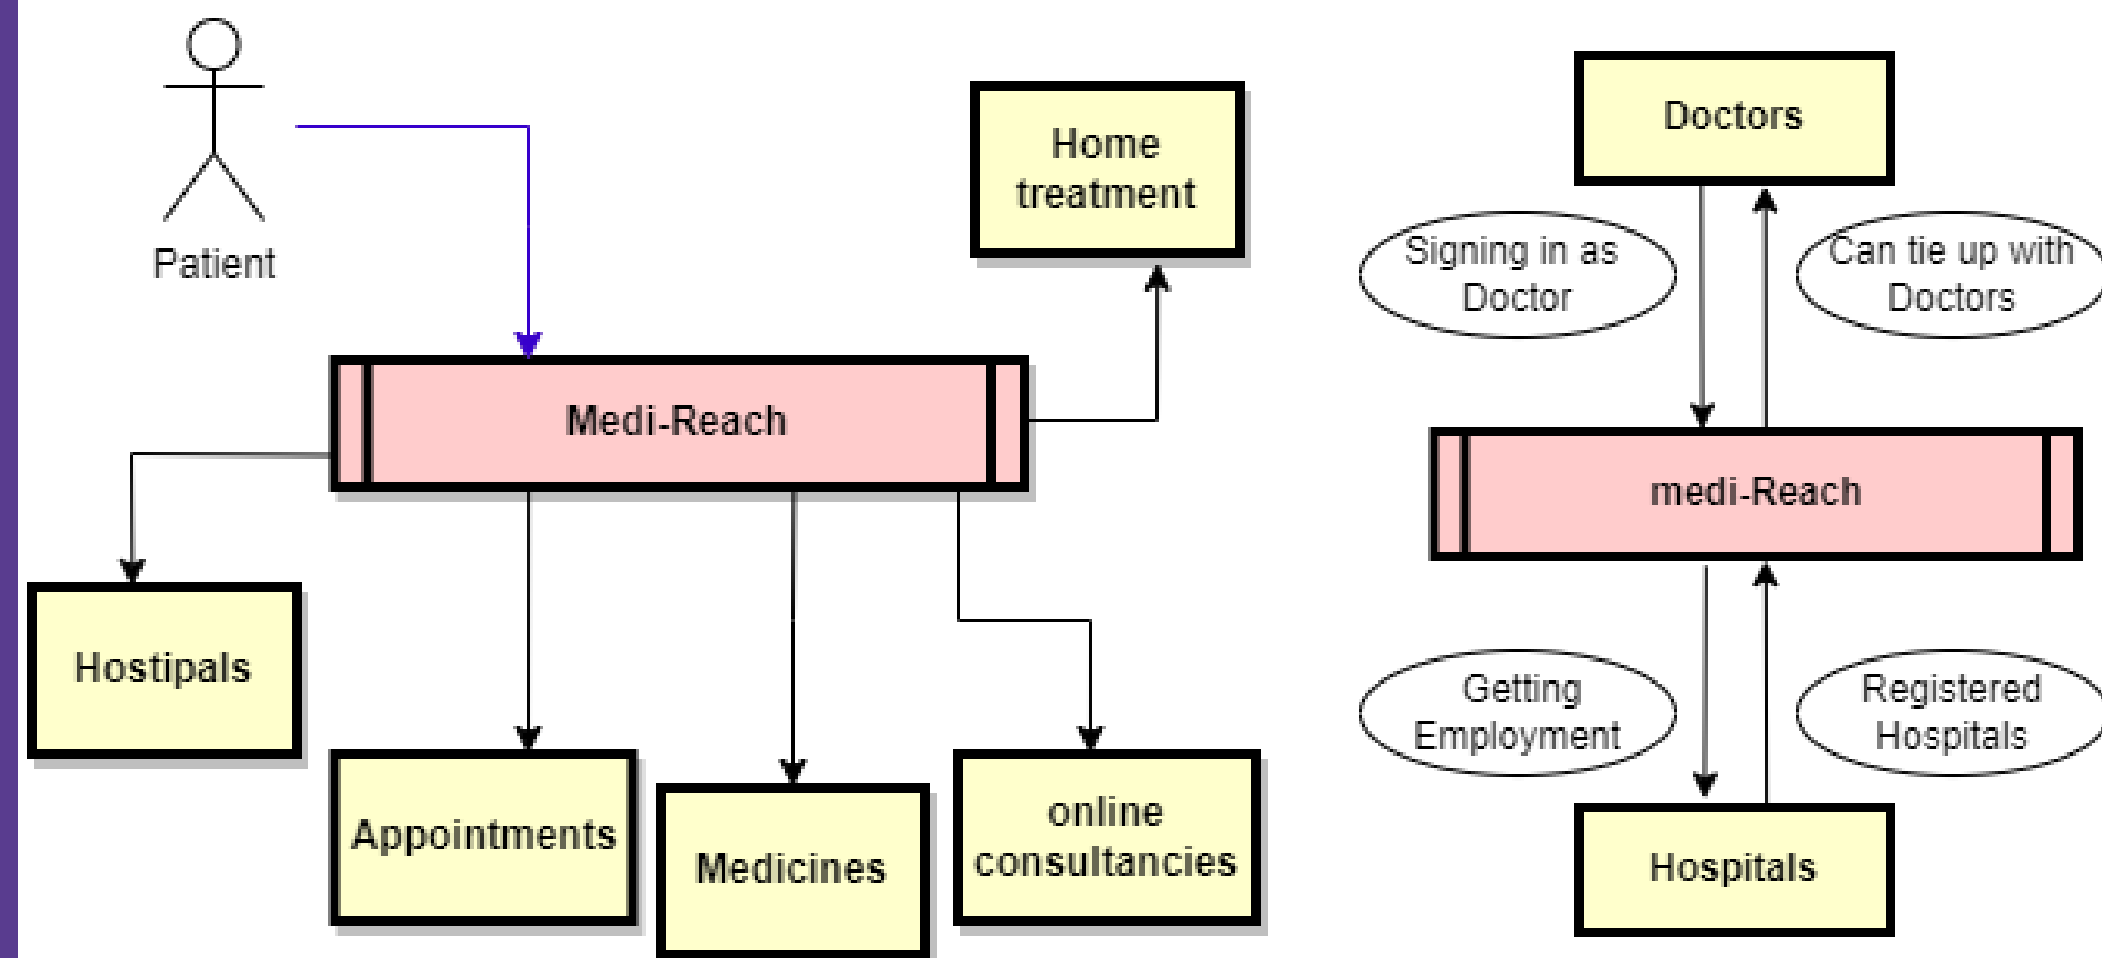 Patient
Home
treatment
Medi-Reach
Hostipals
Appointments
Medicines
online
consultancies
Doctors
Signing in as
Doctor
Can tie up with
Doctors
medi-Reach
Getting
Employment
Registered
Hospitals
Hospitals